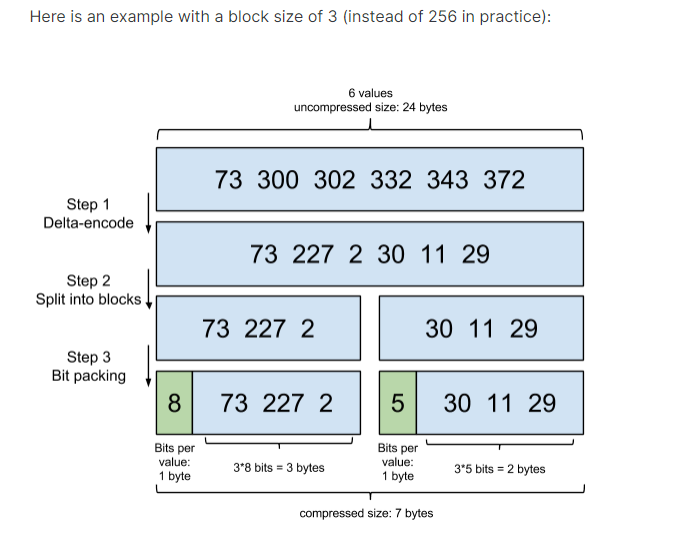 Here is an example with a block size of 3 (instead of 256 in practice):
6 values
uncompressed size: 24 bytes
73 300 302 332 343 372
Step 1
Delta-encode
73 227 2 30 11 29
Step 2
Split into blocks
73 227 2
30 11 29
Step 3
Bit packing
8
73 227 2
5
30 11 29
Bits per
value:
1 byte
3*8 bits = 3 bytes
Bits per
value:
1 byte
3*5 bits = 2 bytes
compressed size: 7 bytes